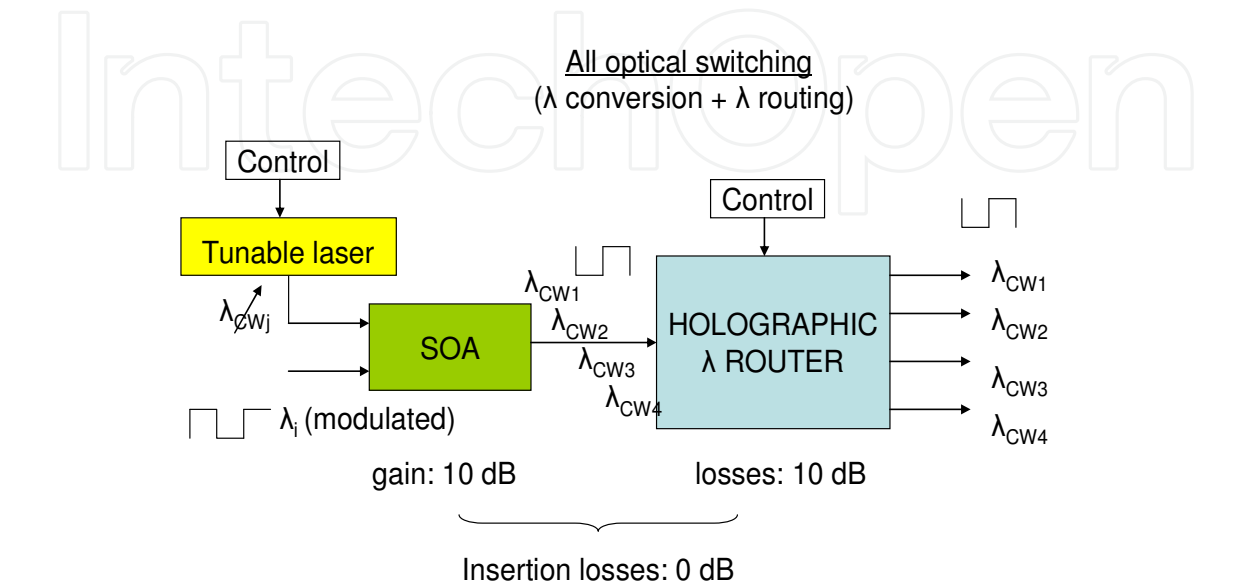 IntechOpen
All optical switching
(λ conversion + λ routing)
Control
Tunable laser
λCWj
SOA
λi (modulated)
gain: 10 dB
λCW1
λCW2
λCW3
λCW4
Control
HOLOGRAPHIC
λ ROUTER
losses: 10 dB
λCW1
λCW2
λCW3
λCW4
Insertion losses: 0 dB